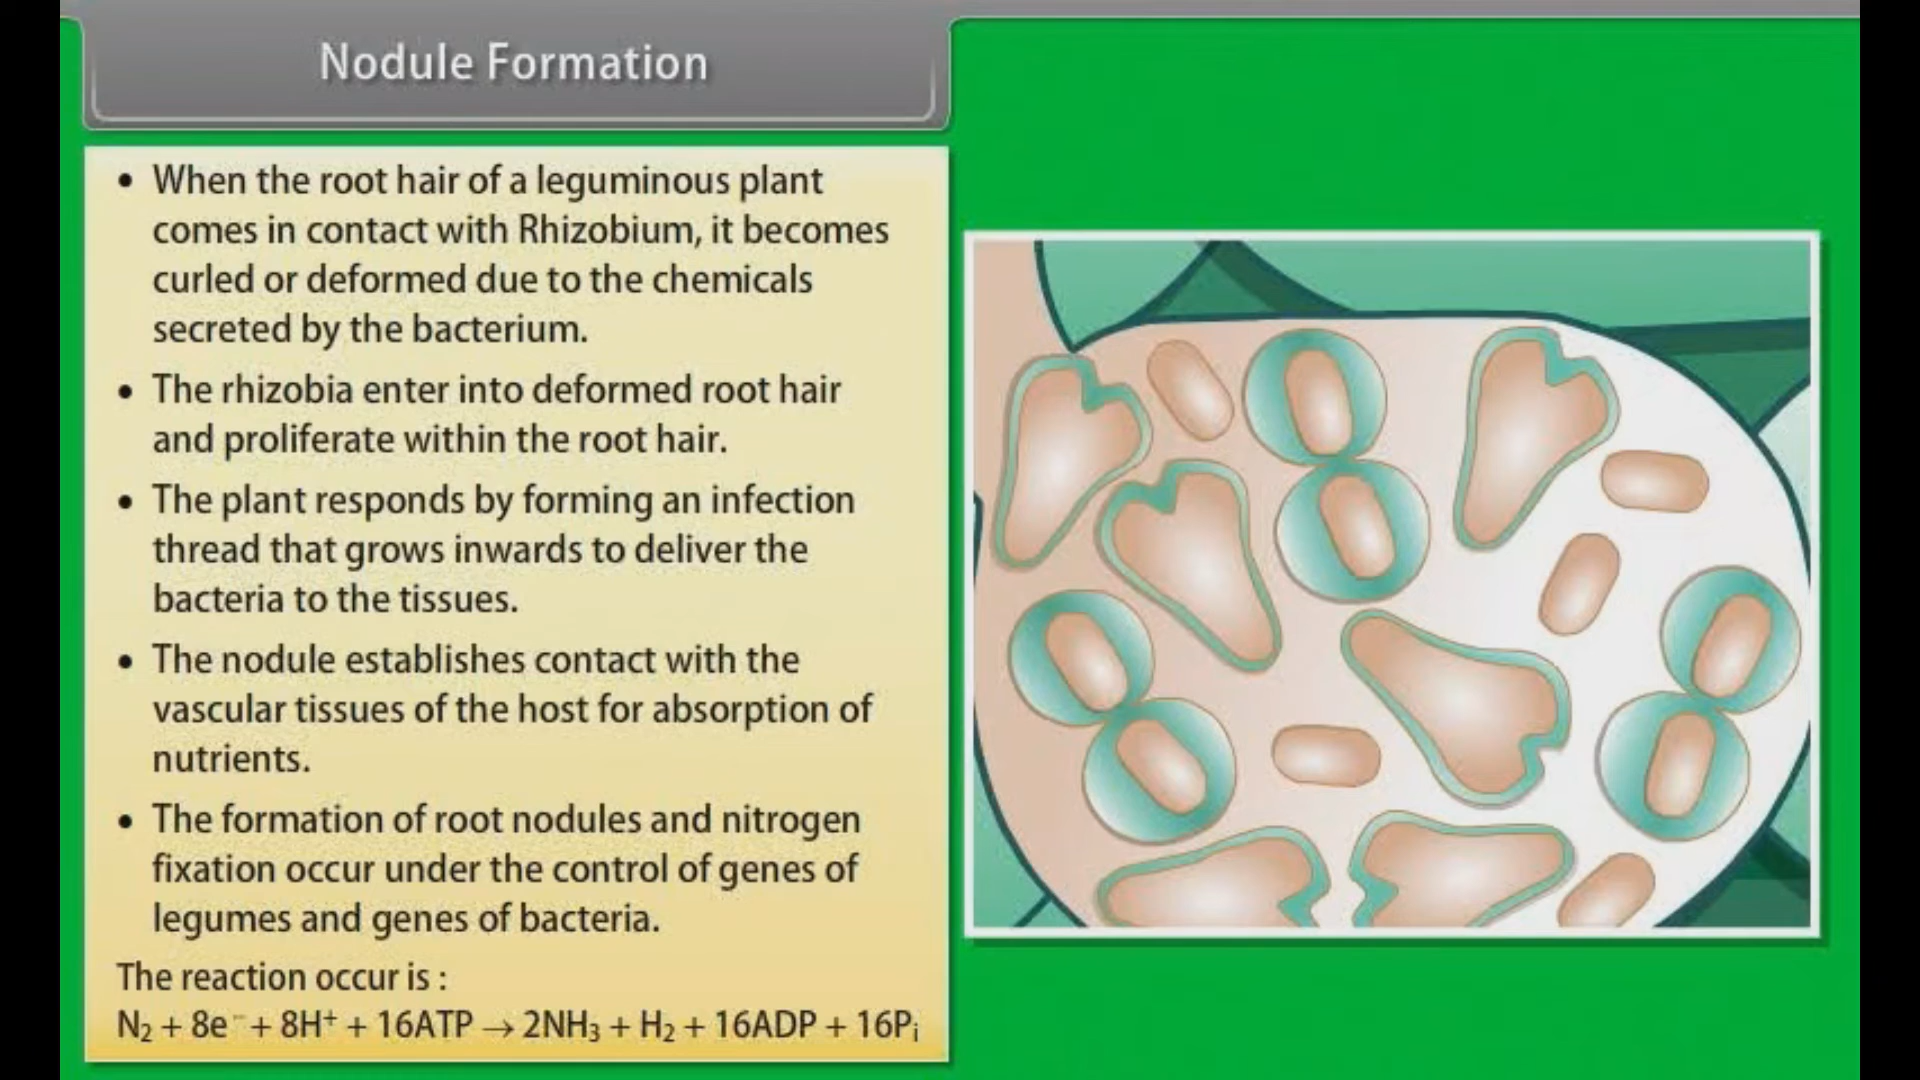 Nodule Formation
• When the root hair of a leguminous plant
comes in contact with Rhizobium, it becomes
curled or deformed due to the chemicals
secreted by the bacterium.
• The rhizobia enter into deformed root hair
and proliferate within the root hair.
• The plant responds by forming an infection
thread that grows inwards to deliver the
bacteria to the tissues.
• The nodule establishes contact with the
vascular tissues of the host for absorption of
nutrients.
• The formation of root nodules and nitrogen
fixation occur under the control of genes of
legumes and genes of bacteria.
The reaction occur is :
N₂ + 8e⁻ + 8H⁺ + 16ATP → 2NH₃ + H₂ + 16ADP + 16Pᵢ